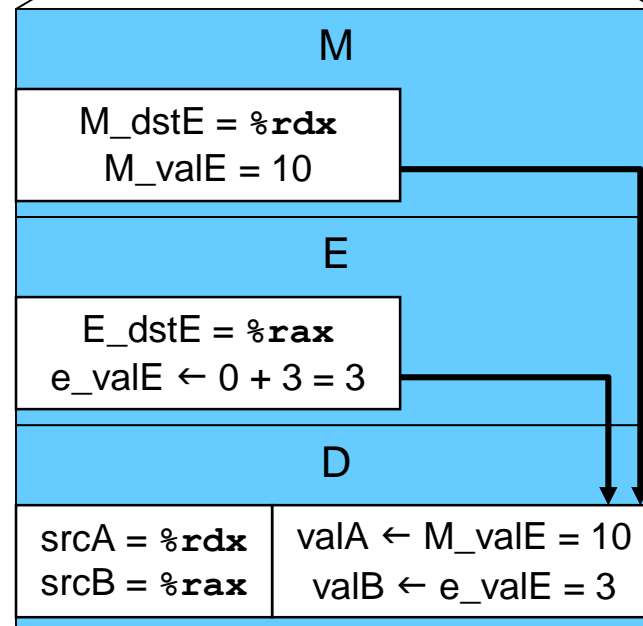 M
M_dstE = %rdx
M_valE = 10
E
E_dstE = %rax
e_valE ← 0 + 3 = 3
D
srcA = %rdx
srcB = %rax
valA ← M_valE = 10
valB ← e_valE = 3